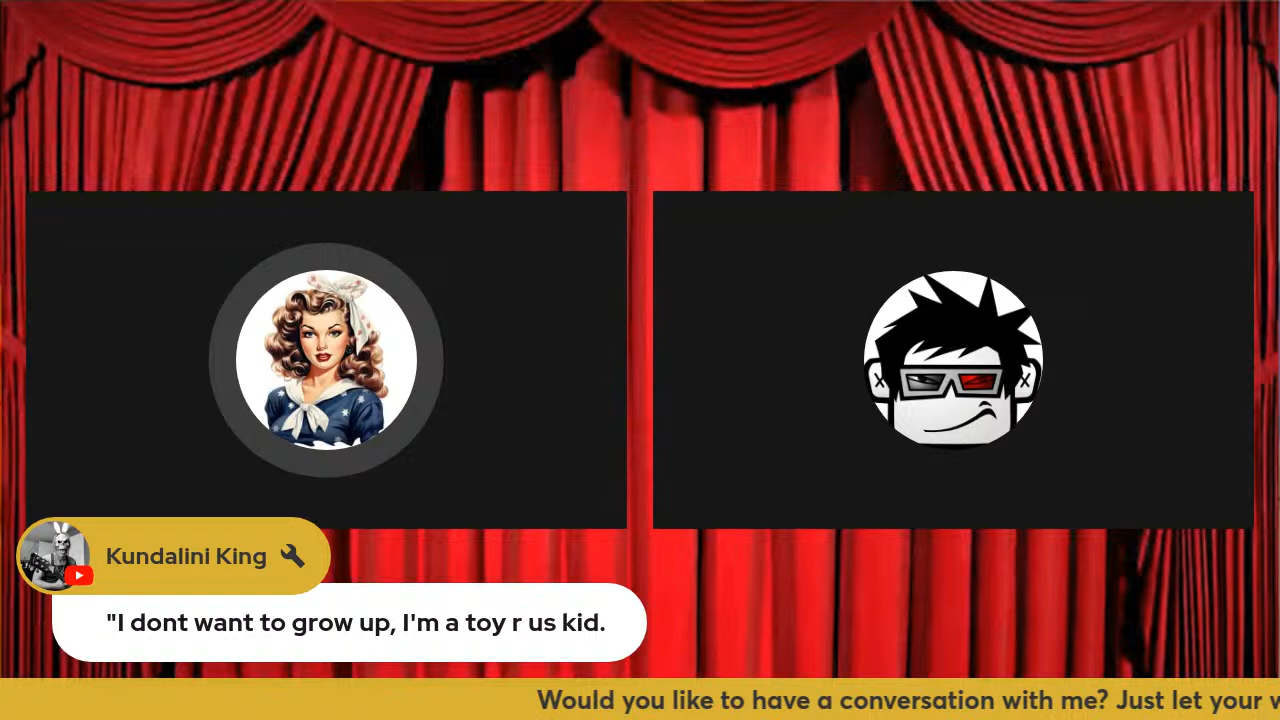 Kundalini King
"I dont want to grow up, I'm a toy r us kid.
Would you like to have a conversation with me? Just let your